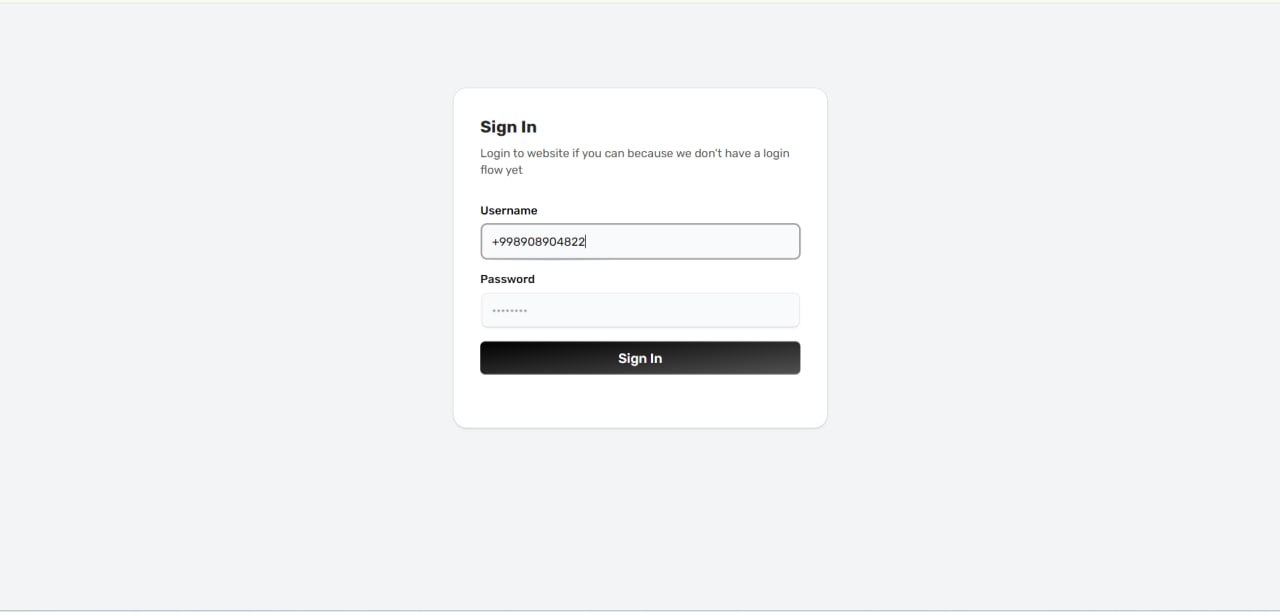 Sign In
Login to website if you can because we don't have a login
flow yet
Username
+998908904822
Password
••••••••
Sign In